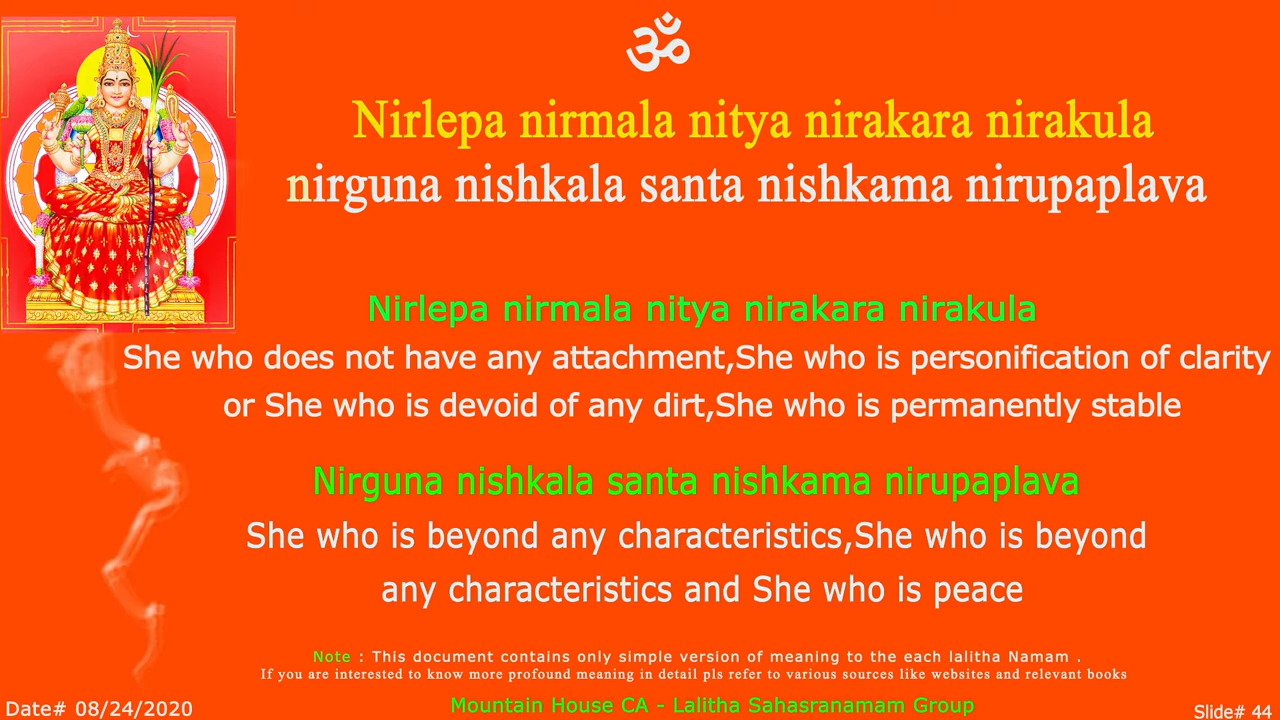 ॐ
Nirlepa nirmala nitya nirakara nirakula
nirguna nishkala santa nishkama nirupaplava
Nirlepa nirmala nitya nirakara nirakula
She who does not have any attachment,She who is personification of clarity
or She who is devoid of any dirt,She who is permanently stable
Nirguna nishkala santa nishkama nirupaplava
She who is beyond any characteristics,She who is beyond
any characteristics and She who is peace
Note : This document contains only simple version of meaning to the each lalitha Namam .
If you are interested to know more profound meaning in detail pls refer to various sources like websites and relevant books
Mountain House CA - Lalitha Sahasranamam Group
Date# 08/24/2020
Slide# 44